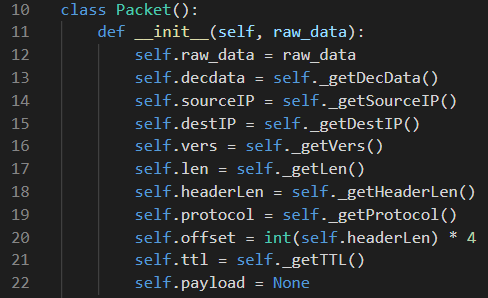 10 class Packet():
11     def __init__(self, raw_data):
12         self.raw_data = raw_data
13         self.decdata = self._getDecData()
14         self.sourceIP = self._getSourceIP()
15         self.destIP = self._getDestIP()
16         self.vers = self._getVers()
17         self.len = self._getLen()
18         self.headerLen = self._getHeaderLen()
19         self.protocol = self._getProtocol()
20         self.offset = int(self.headerLen) * 4
21         self.ttl = self._getTTL()
22         self.payload = None